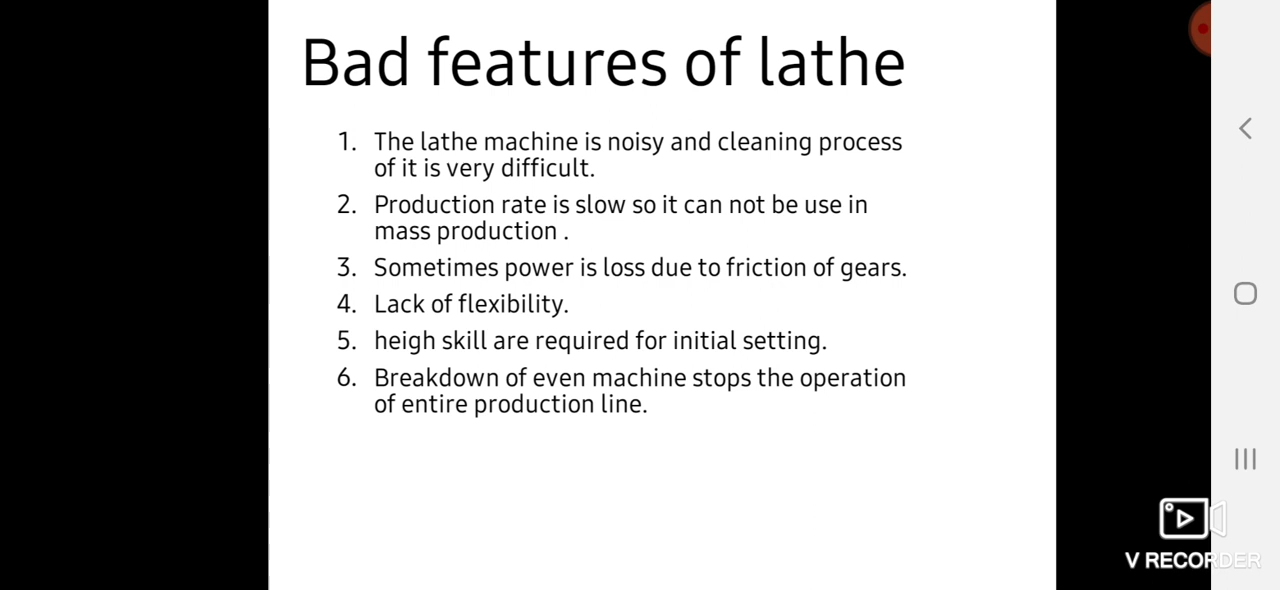 Bad features of lathe
1. The lathe machine is noisy and cleaning process
of it is very difficult.
2. Production rate is slow so it can not be use in
mass production .
3. Sometimes power is loss due to friction of gears.
4. Lack of flexibility.
5. heigh skill are required for initial setting.
6. Breakdown of even machine stops the operation
of entire production line.
V RECORDER